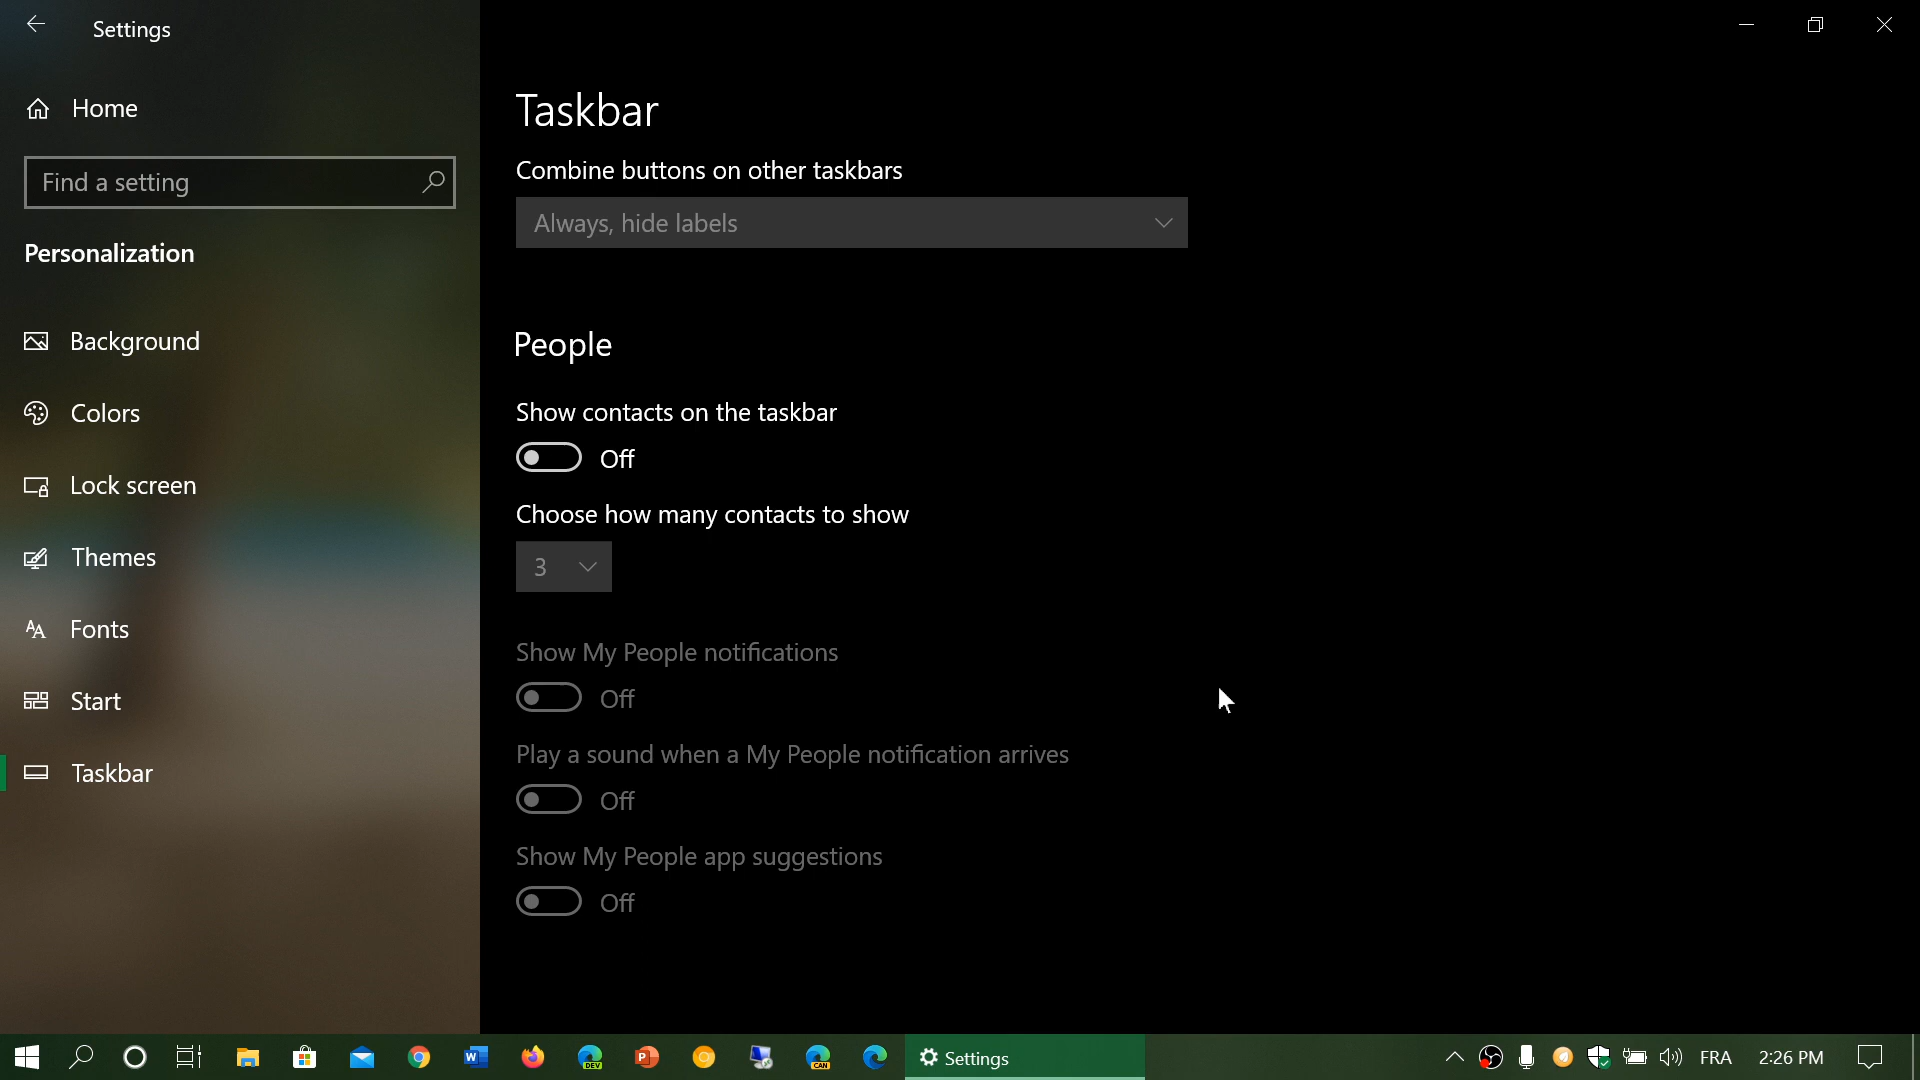 Settings
Home
Find a setting
Personalization
Background
Colors
Lock screen
Themes
Fonts
Start
Taskbar
Taskbar
Combine buttons on other taskbars
Always, hide labels
People
Show contacts on the taskbar
Off
Choose how many contacts to show
3
Show My People notifications
Off
Play a sound when a My People notification arrives
Off
Show My People app suggestions
Off
W
DEV
P
CAN
Settings
FRA
2:26 PM